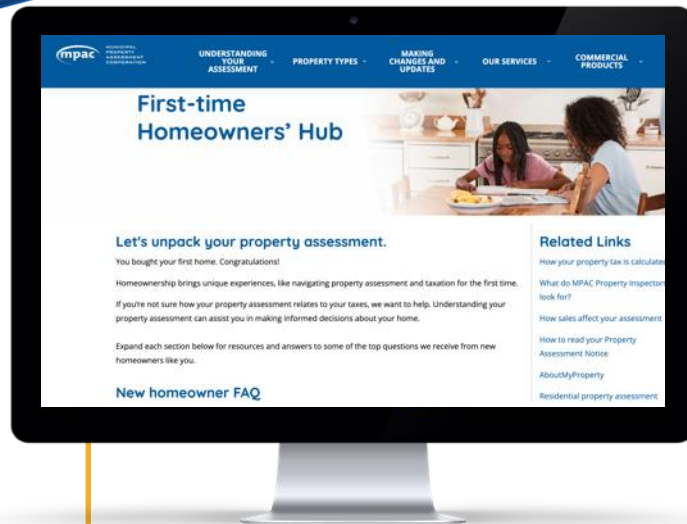 mpac
MUNICIPAL
PROPERTY
ASSESSMENT
CORPORATION
UNDERSTANDING
YOUR
ASSESSMENT
PROPERTY TYPES
MAKING
CHANGES AND
UPDATES
OUR SERVICES
COMMERCIAL
PRODUCTS
First-time
Homeowners' Hub
Let's unpack your property assessment.
You bought your first home. Congratulations!
Homeownership brings unique experiences, like navigating property assessment and taxation for the first time.
If you're not sure how your property assessment relates to your taxes, we want to help. Understanding your
property assessment can assist you in making informed decisions about your home.
Expand each section below for resources and answers to some of the top questions we receive from new
homeowners like you.
New homeowner FAQ
Related Links
How your property tax is calculated
What do MPAC Property Inspectors
look for?
How sales affect your assessment
How to read your Property
Assessment Notice
AboutMyProperty
Residential property assessment